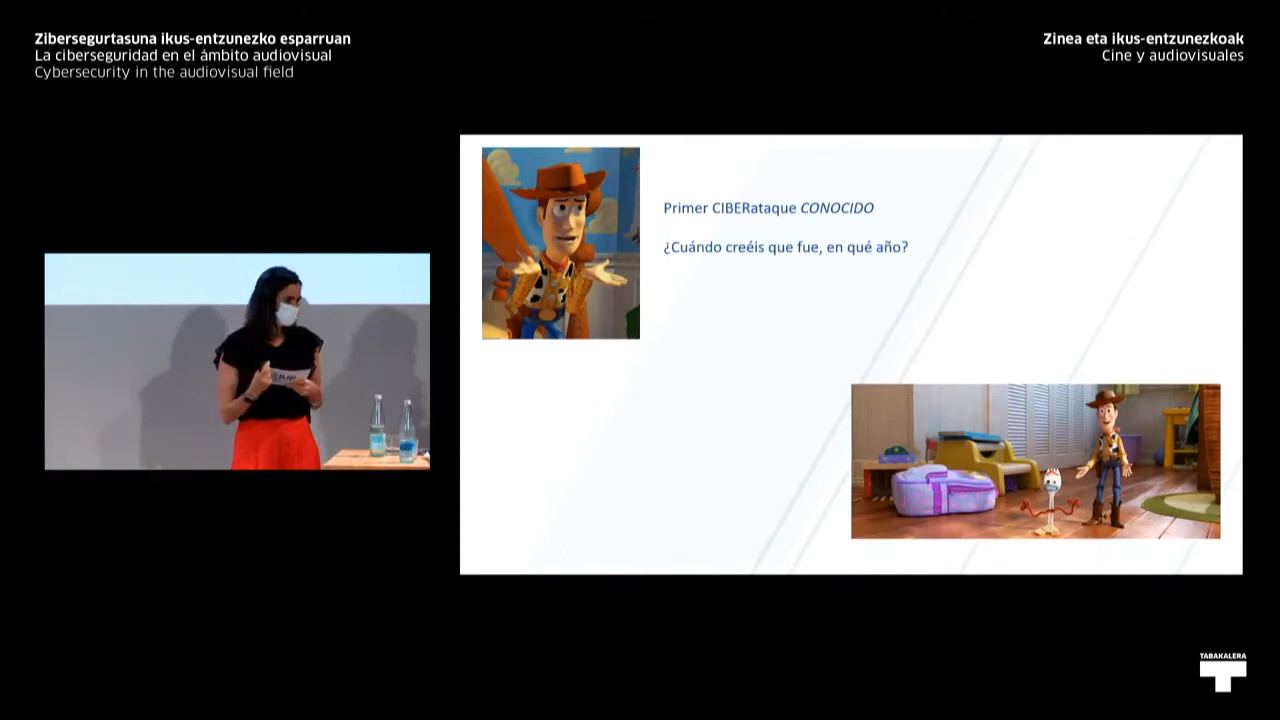 Zibersegurtasuna ikus-entzunezko esparruan
La ciberseguridad en el ámbito audiovisual
Cybersecurity in the audiovisual field
Zinea eta ikus-entzunezkoak
Cine y audiovisuales
Primer CIBERataque CONOCIDO
¿Cuándo creéis que fue, en qué año?
TABAKALERA